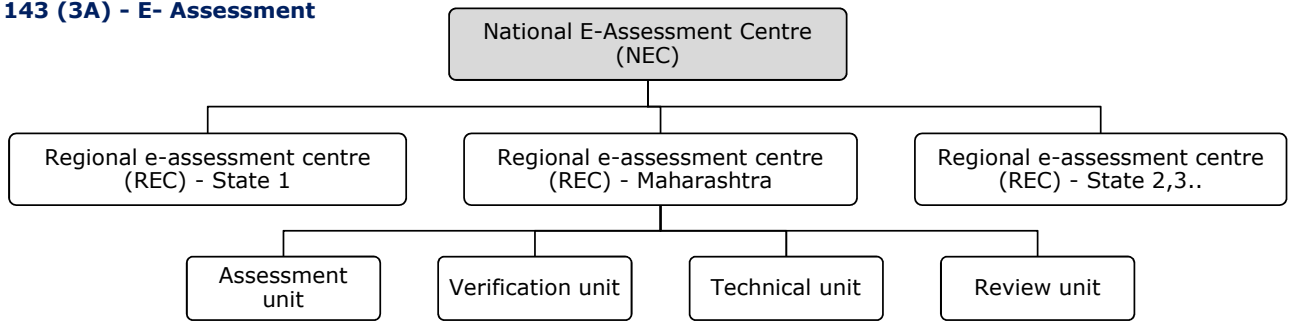 143 (3A) - E- Assessment
National E-Assessment Centre
(NEC)
Regional e-assessment centre
(REC) - State 1
Regional e-assessment centre
(REC) - Maharashtra
Regional e-assessment centre
(REC) - State 2,3..
Assessment
unit
Verification unit
Technical unit
Review unit